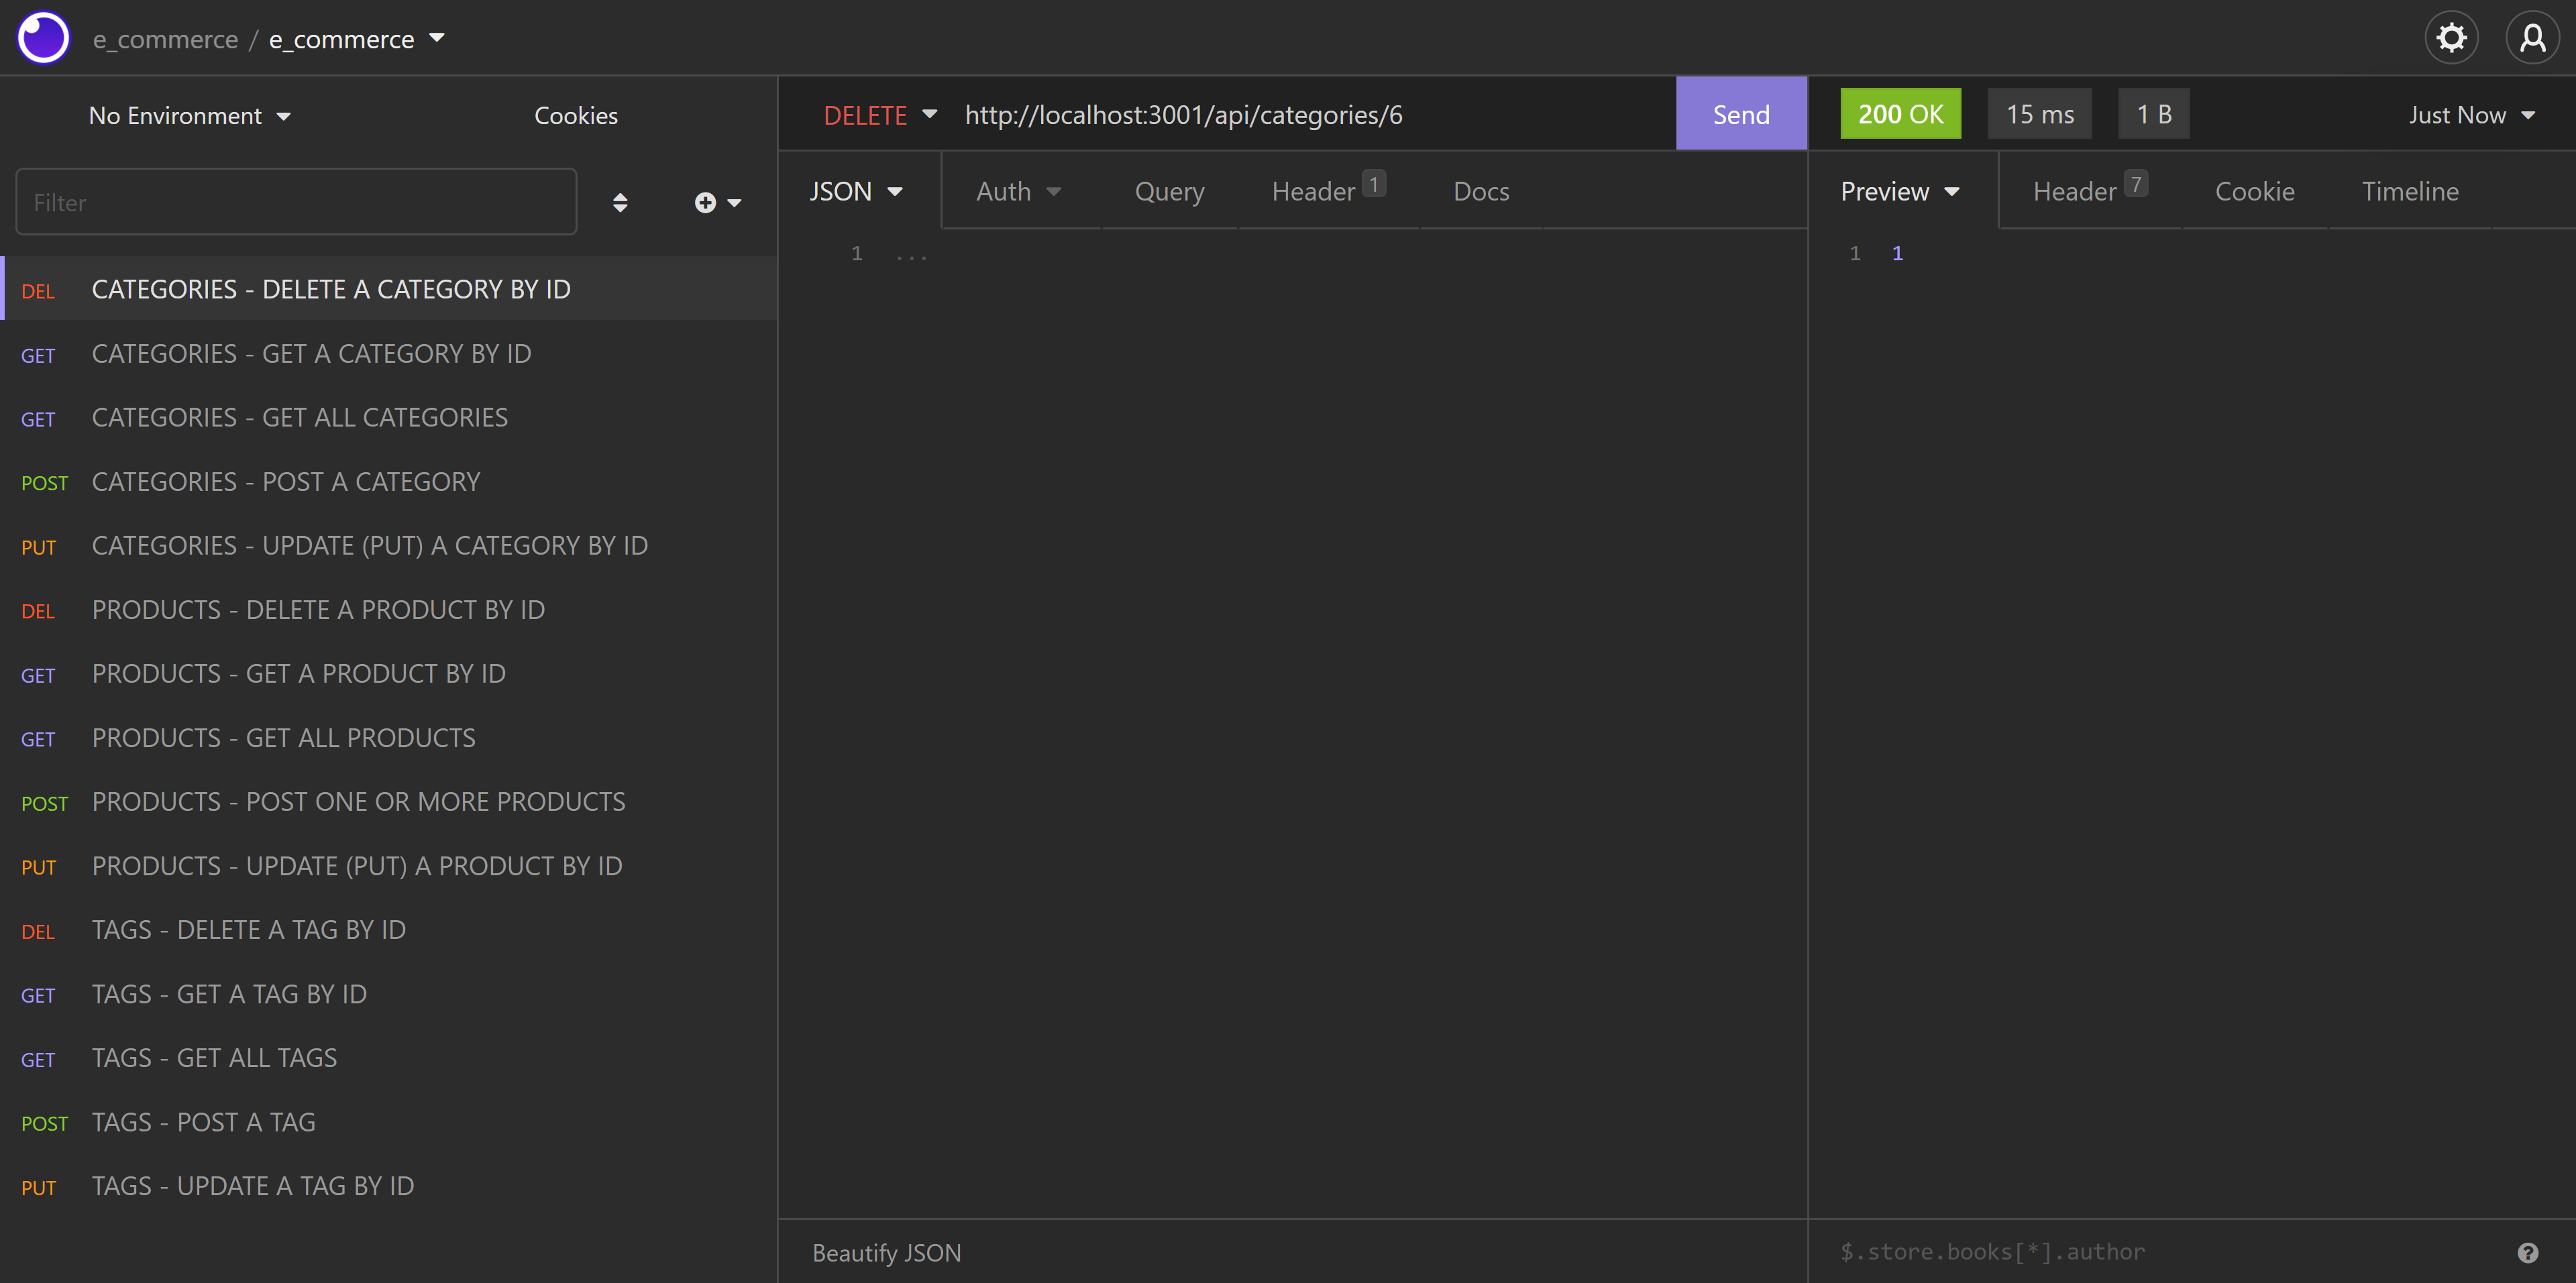 e_commerce / e_commerce
No Environment
Cookies
Filter
DEL CATEGORIES - DELETE A CATEGORY BY ID
GET CATEGORIES - GET A CATEGORY BY ID
GET CATEGORIES - GET ALL CATEGORIES
POST CATEGORIES - POST A CATEGORY
PUT CATEGORIES - UPDATE (PUT) A CATEGORY BY ID
DEL PRODUCTS - DELETE A PRODUCT BY ID
GET PRODUCTS - GET A PRODUCT BY ID
GET PRODUCTS - GET ALL PRODUCTS
POST PRODUCTS - POST ONE OR MORE PRODUCTS
PUT PRODUCTS - UPDATE (PUT) A PRODUCT BY ID
DEL TAGS - DELETE A TAG BY ID
GET TAGS - GET A TAG BY ID
GET TAGS - GET ALL TAGS
POST TAGS - POST A TAG
PUT TAGS - UPDATE A TAG BY ID
DELETE http://localhost:3001/api/categories/6 Send
JSON Auth Query Header 1 Docs
1 ...
Beautify JSON
200 OK 15 ms 1 B Just Now
Preview Header 7 Cookie Timeline
1 1
$.store.books[*].author ?